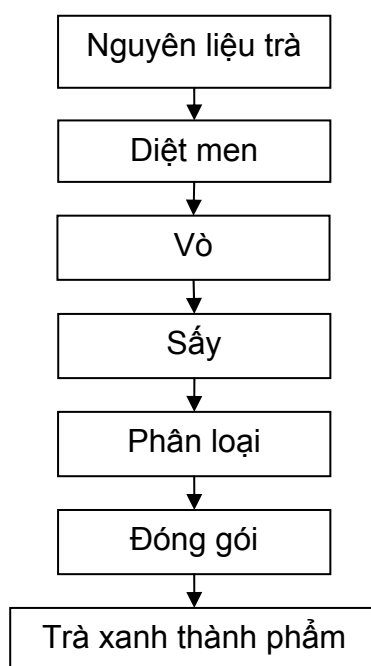 Nguyên liệu trà
Diệt men
Vò
Sấy
Phân loại
Đóng gói
Trà xanh thành phẩm